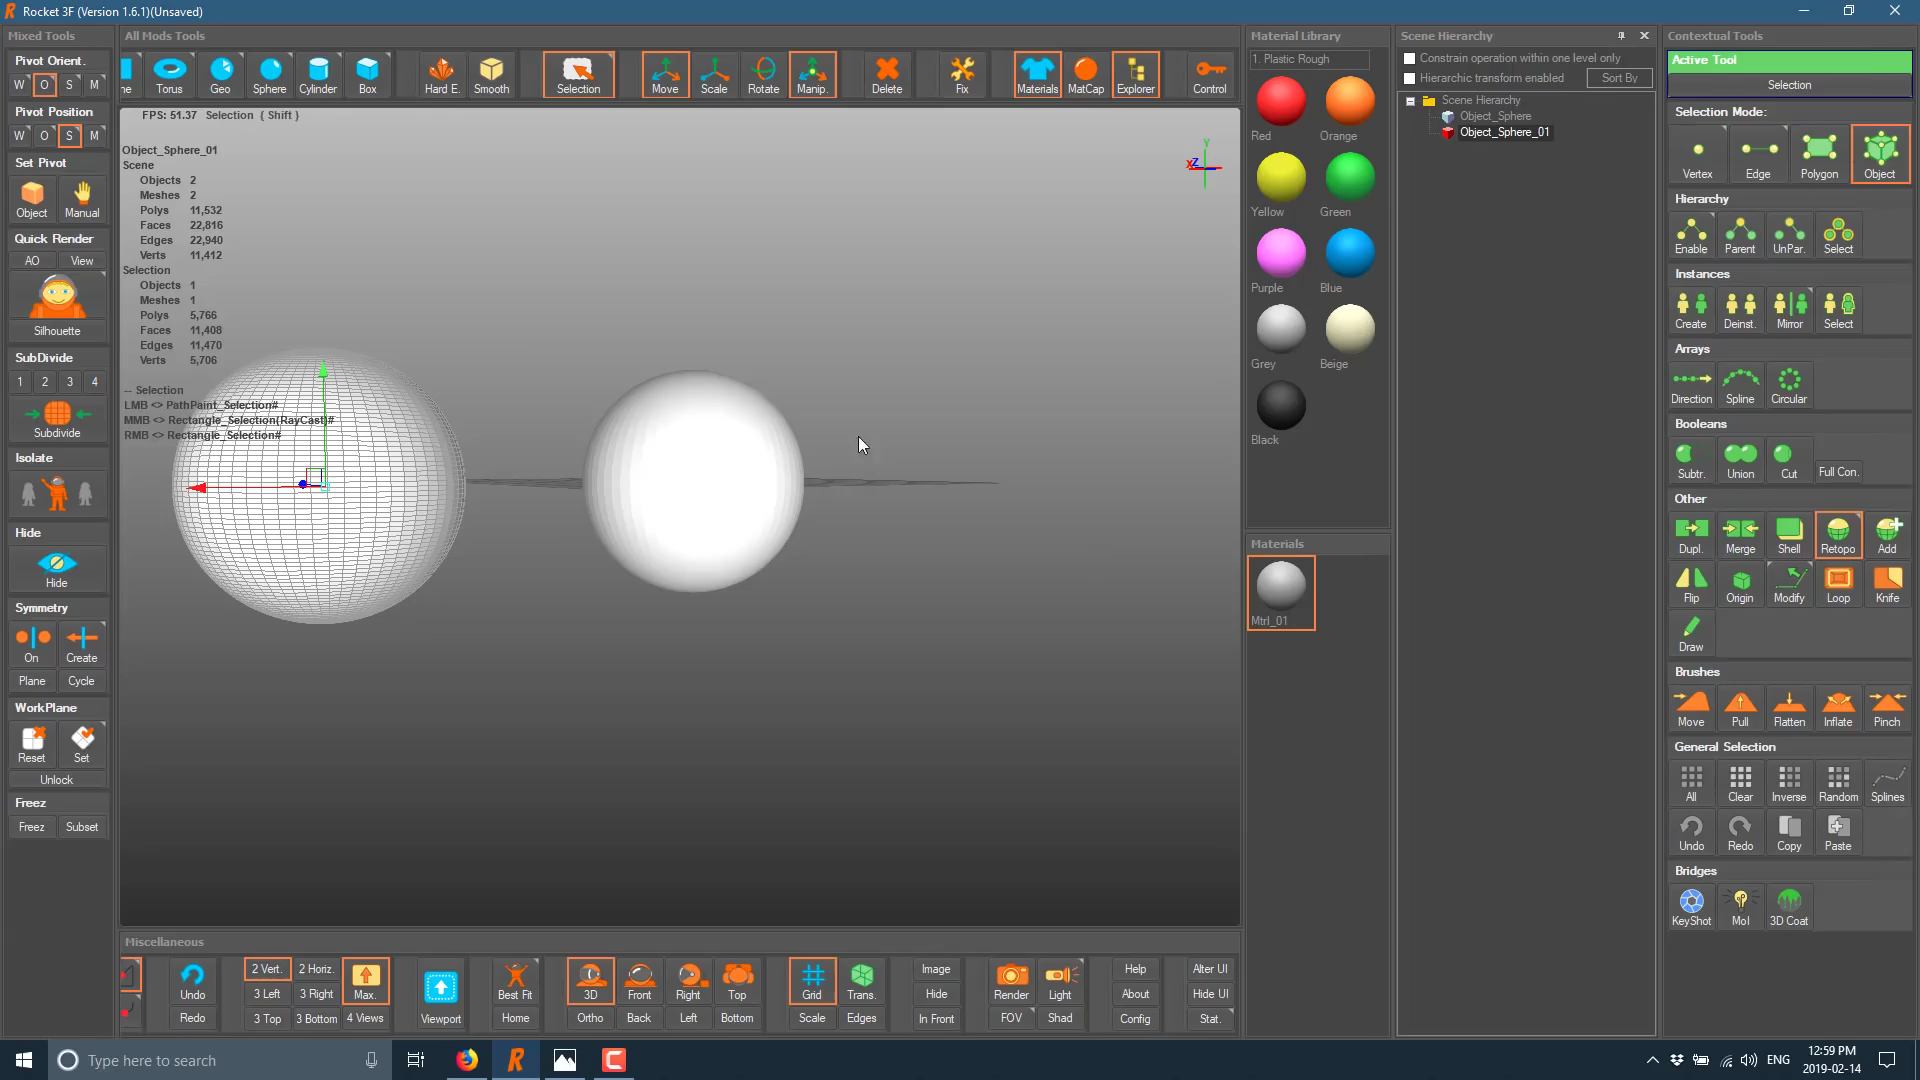 Rocket 3F (Version 1.6.1)(Unsaved)
Mixed Tools
Pivot Orient.
W O S M
Pivot Position
W O S M
Set Pivot
Object Manual
Quick Render
AO View
Silhouette
SubDivide
1 2 3 4
Subdivide
Isolate
Hide
Hide
Symmetry
On Create
Plane Cycle
WorkPlane
Reset Set
Unlock
Freez
Freez Subset
All Mods Tools
ne Torus Geo Sphere Cylinder Box Hard E. Smooth Selection Move Scale Rotate Manip. Delete Fix Materials MatCap Explorer Control
FPS: 51.37 Selection ( Shift )
Object_Sphere_01
Scene
Objects 2
Meshes 2
Polys 11,532
Faces 22,816
Edges 22,940
Verts 11,412
Selection
Objects 1
Meshes 1
Polys 5,766
Faces 11,408
Edges 11,470
Verts 5,706
-- Selection
LMB <> PathPaint_Selection#
MMB <> Rectangle_Selection(RayCast)#
RMB <> Rectangle_Selection#
Y
X Z
Miscellaneous
Undo 2 Vert. 2 Horiz. Max. Viewport Best Fit 3D Front Right Top Grid Trans. Image Render Light Help Alter UI
3 Left 3 Right Hide About Hide UI
Redo 3 Top 3 Bottom 4 Views Home Ortho Back Left Bottom Scale Edges In Front FOV Shad Config Stat.
Material Library
1. Plastic Rough
Red Orange
Yellow Green
Purple Blue
Grey Beige
Black
Materials
Mtrl_01
Scene Hierarchy
Constrain operation within one level only
Hierarchic transform enabled Sort By
Scene Hierarchy
Object_Sphere
Object_Sphere_01
Contextual Tools
Active Tool
Selection
Selection Mode:
Vertex Edge Polygon Object
Hierarchy
Enable Parent UnPar. Select
Instances
Create Deinst. Mirror Select
Arrays
Direction Spline Circular
Booleans
Subtr. Union Cut Full Con.
Other
Dupl. Merge Shell Retopo Add
Flip Origin Modify Loop Knife
Draw
Brushes
Move Pull Flatten Inflate Pinch
General Selection
All Clear Inverse Random Splines
Undo Redo Copy Paste
Bridges
KeyShot MoI 3D Coat
Type here to search
ENG
12:59 PM
2019-02-14